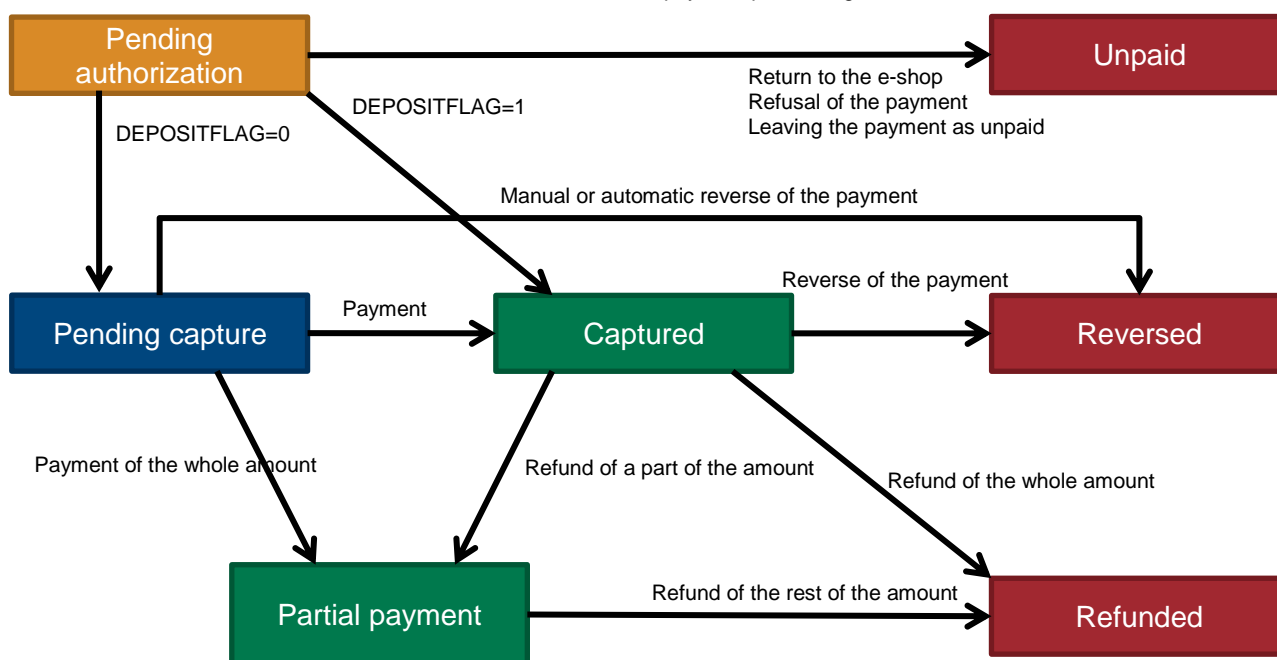 Pending
authorization
Unpaid
Return to the e-shop
Refusal of the payment
Leaving the payment as unpaid
DEPOSITFLAG=1
DEPOSITFLAG=0
Manual or automatic reverse of the payment
Reverse of the payment
Payment
Pending capture
Captured
Reversed
Payment of the whole amount
Refund of a part of the amount
Refund of the whole amount
Refund of the rest of the amount
Partial payment
Refunded